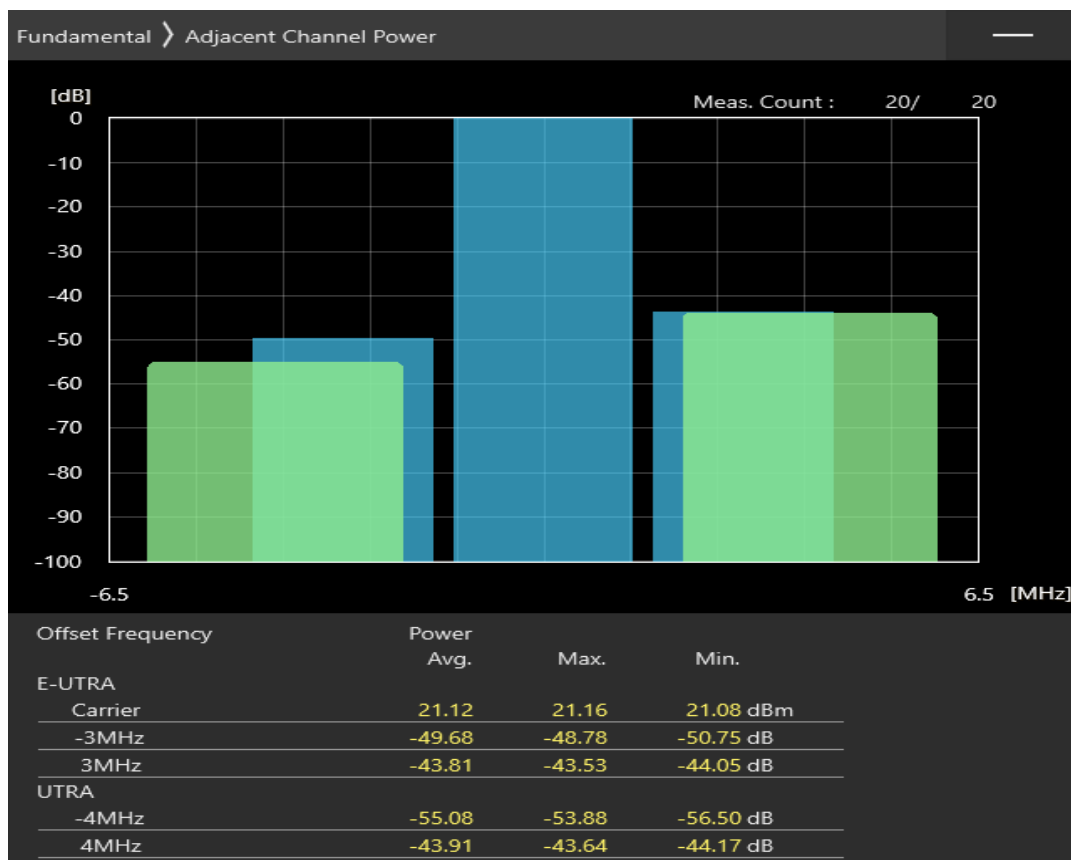 Fundamental 〉 Adjacent Channel Power
[dB]
Meas. Count : 20/ 20
0
-10
-20
-30
-40
-50
-60
-70
-80
-90
-100
-6.5 6.5 [MHz]
Offset Frequency Power
Avg. Max. Min.
E-UTRA
Carrier 21.12 21.16 21.08 dBm
-3MHz -49.68 -48.78 -50.75 dB
3MHz -43.81 -43.53 -44.05 dB
UTRA
-4MHz -55.08 -53.88 -56.50 dB
4MHz -43.91 -43.64 -44.17 dB